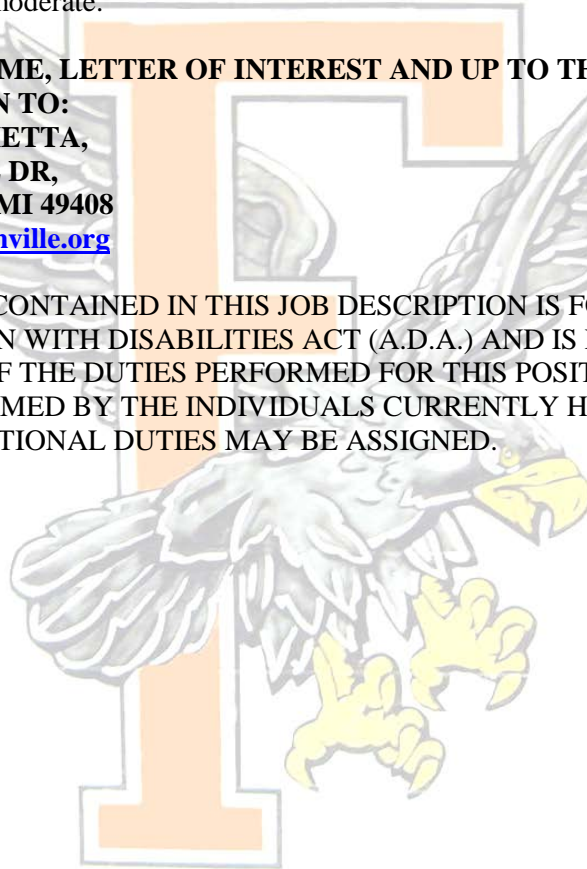 moderate.
ME, LETTER OF INTEREST AND UP TO TH
N TO:
ETTA,
DR,
MI 49408
nville.org
CONTAINED IN THIS JOB DESCRIPTION IS FO
N WITH DISABILITIES ACT (A.D.A.) AND IS
F THE DUTIES PERFORMED FOR THIS POSIT
MED BY THE INDIVIDUALS CURRENTLY H
TIONAL DUTIES MAY BE ASSIGNED.
F